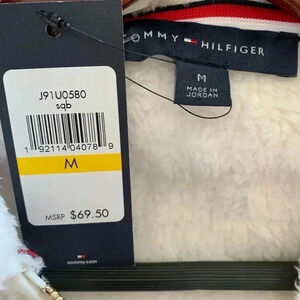 J91U0580
sqb
1 92114 04078 9
M
MSRP $69.50
tommy.com
TOMMY HILFIGER
M
MADE IN
JORDAN